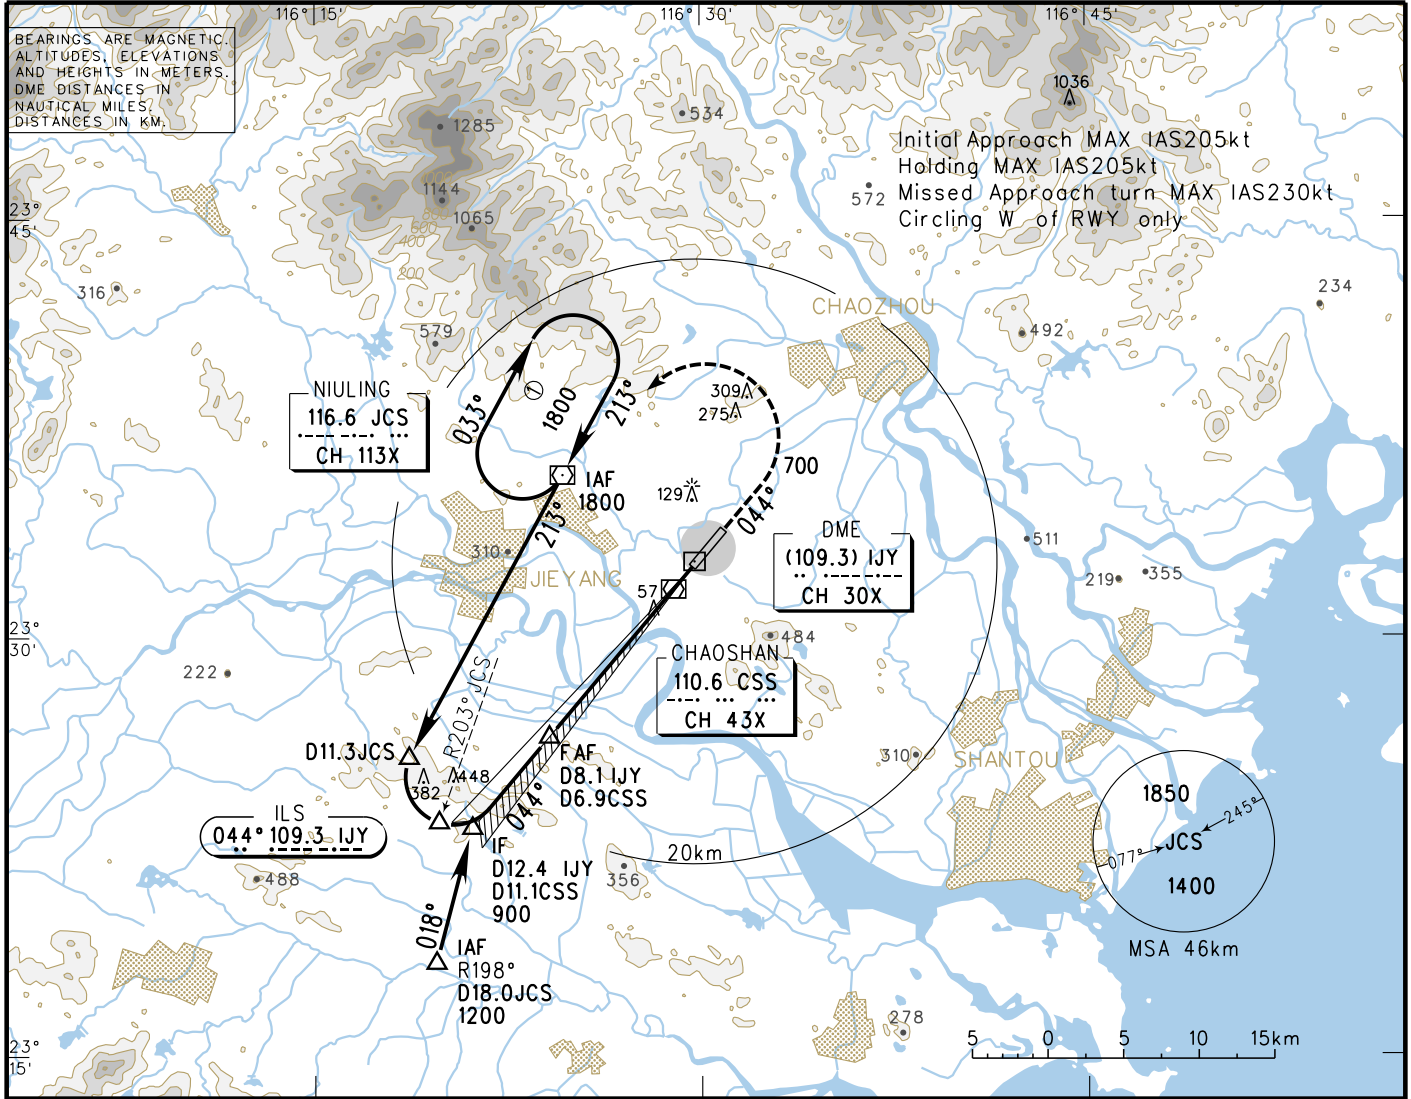 116° 15'
116° 30'
116° 45'
BEARINGS ARE MAGNETIC.
ALTITUDES, ELEVATIONS
AND HEIGHTS IN METERS.
DME DISTANCES IN
NAUTICAL MILES.
DISTANCES IN KM.
1036
534
1285
Initial Approach MAX IAS205kt
Holding MAX IAS205kt
Missed Approach turn MAX IAS230kt
Circling W of RWY only
572
1144
1065
800
600
400
200
23°
45'
316
234
CHAOZHOU
579
492
NIULING
116.6 JCS
CH 113X
033°
1
1800
213°
309
275
700
IAF
1800
129
044°
213°
DME
(109.3) IJY
CH 30X
310
JIEYANG
57
511
219
355
23°
30'
484
CHAOSHAN
110.6 CSS
CH 43X
222
R203° JCS
D11.3JCS
448
382
FAF
D8.1 IJY
D6.9CSS
044°
310
SHANTOU
ILS
044° 109.3 IJY
IF
D12.4 IJY
D11.1CSS
900
20km
356
488
1850
245°
JCS
077°
1400
MSA 46km
018°
IAF
R198°
D18.0JCS
1200
278
5 0 5 10 15km
23°
15'